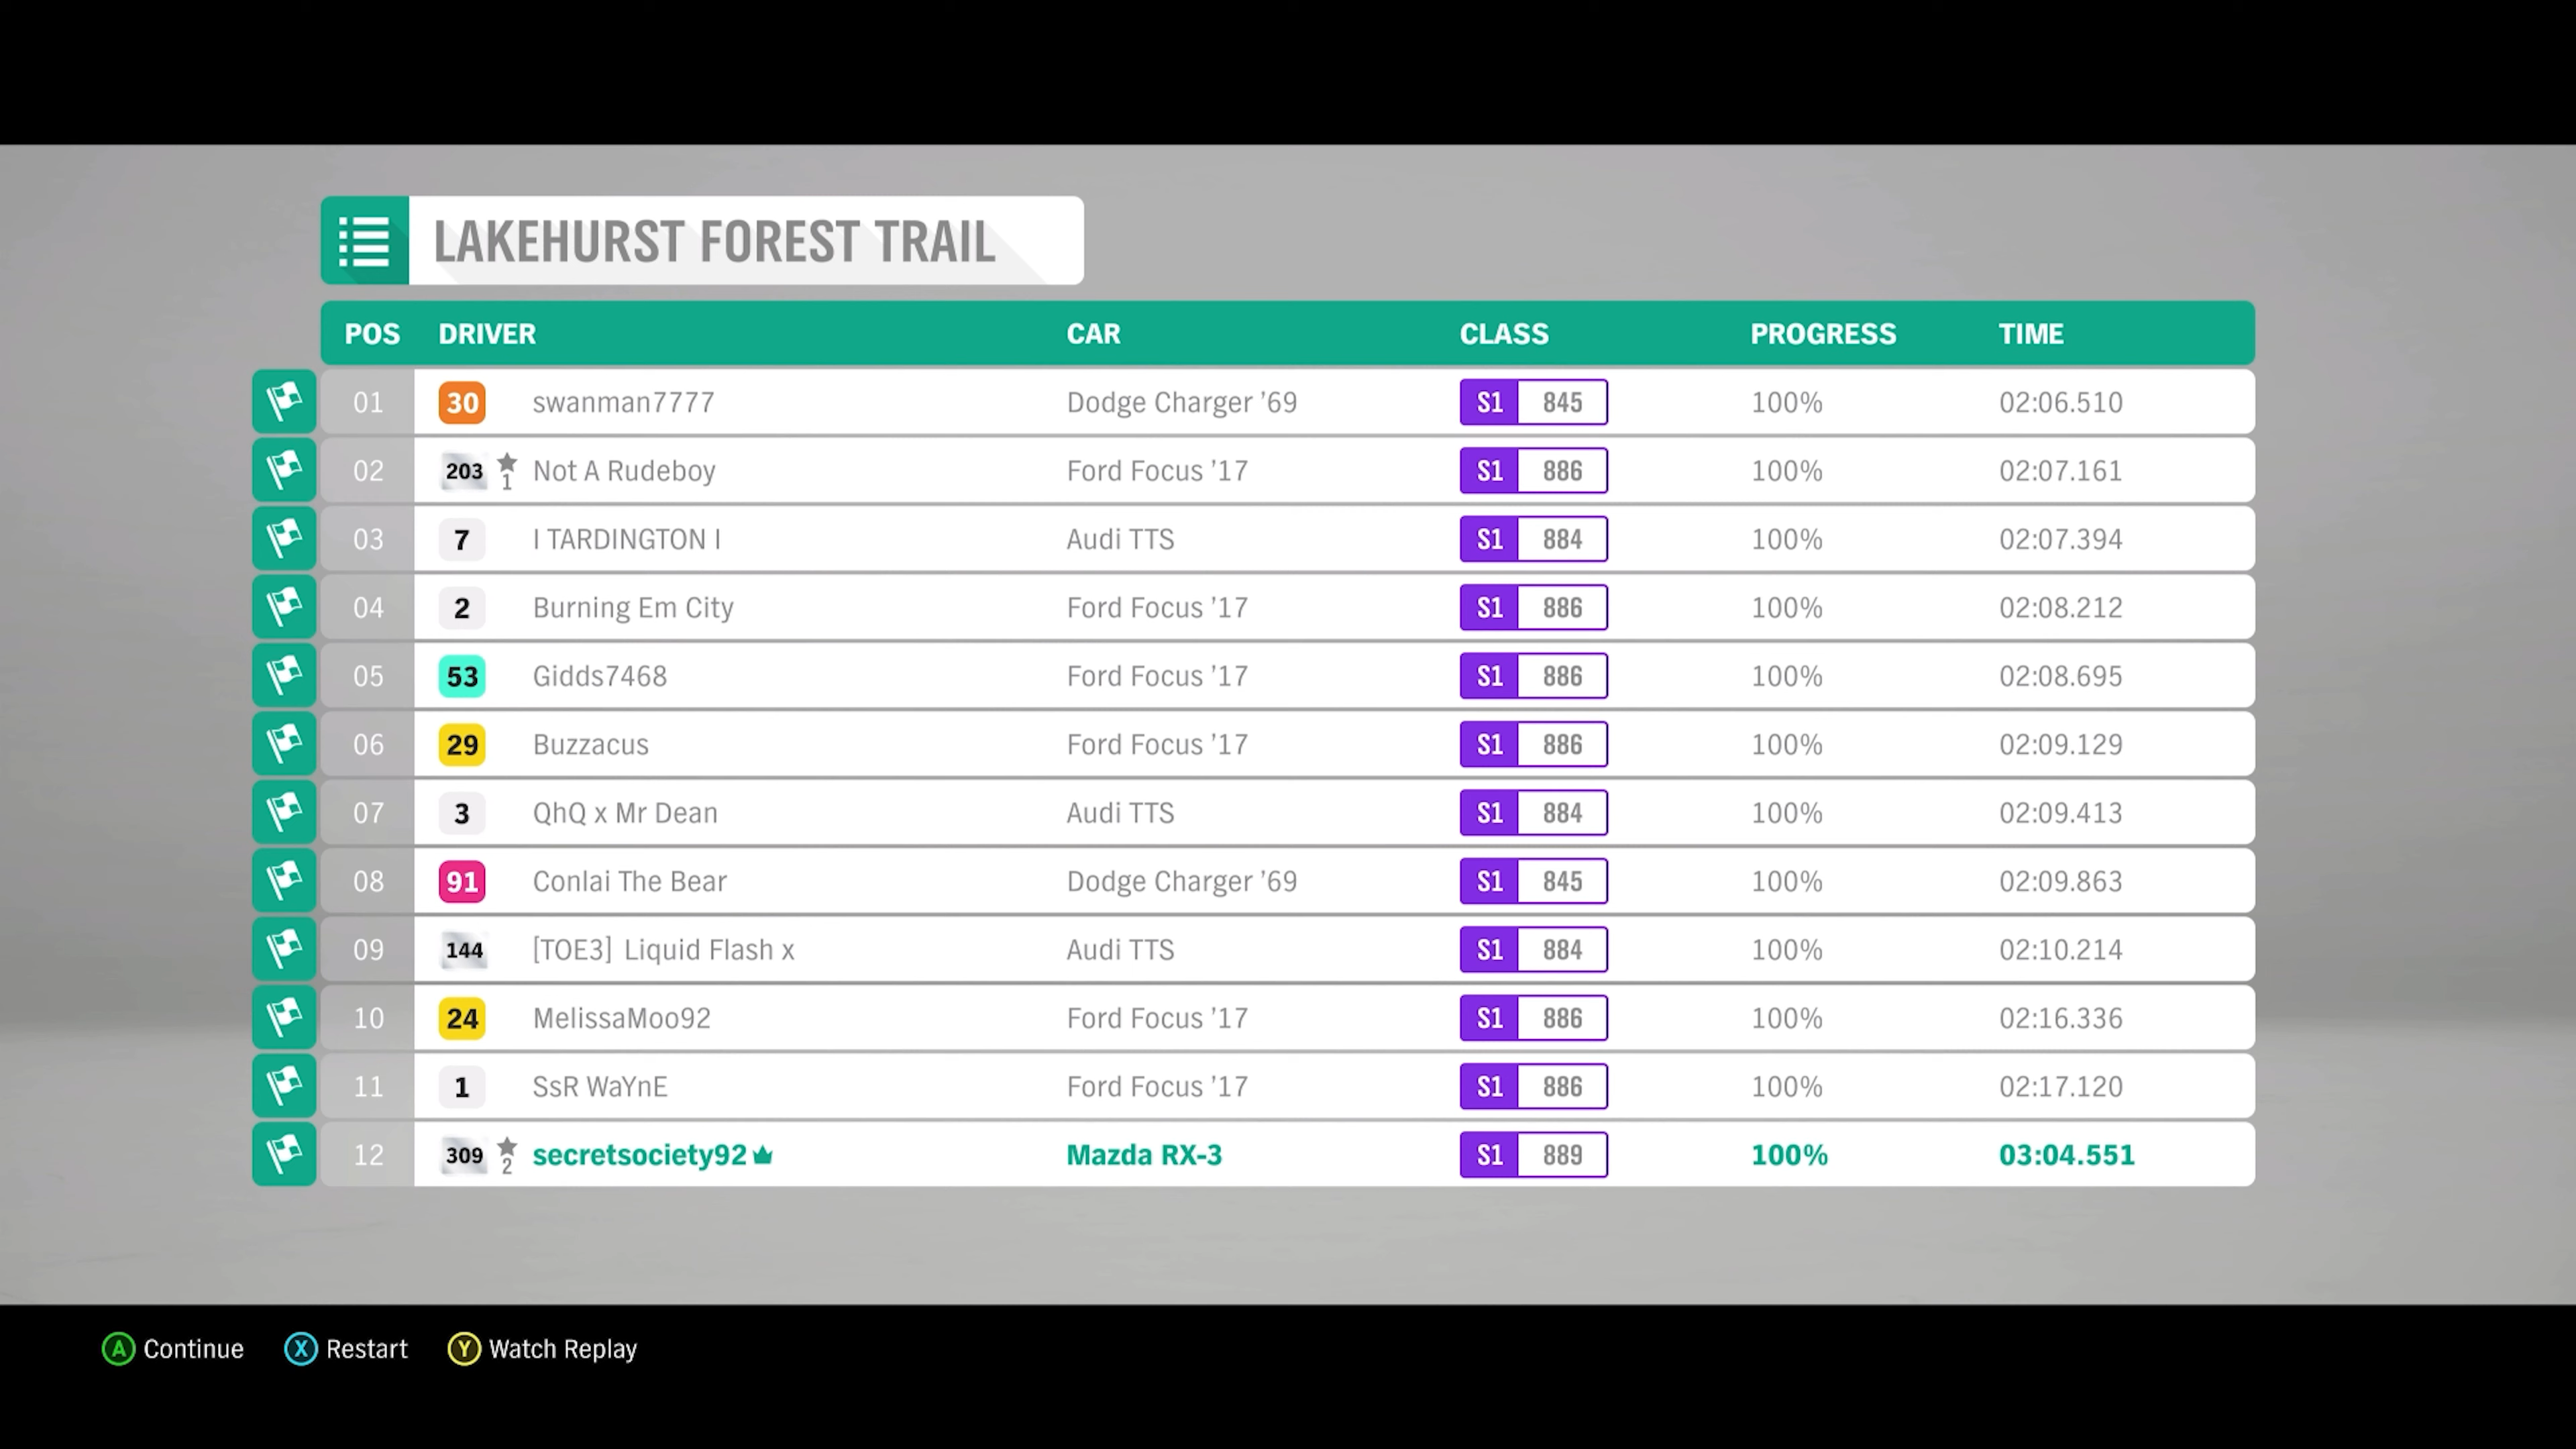 LAKEHURST FOREST TRAIL
POS DRIVER CAR CLASS PROGRESS TIME
01 30 swanman7777 Dodge Charger ’69 S1 845 100% 02:06.510
02 203 1 Not A Rudeboy Ford Focus ’17 S1 886 100% 02:07.161
03 7 I TARDINGTON I Audi TTS S1 884 100% 02:07.394
04 2 Burning Em City Ford Focus ’17 S1 886 100% 02:08.212
05 53 Gidds7468 Ford Focus ’17 S1 886 100% 02:08.695
06 29 Buzzacus Ford Focus ’17 S1 886 100% 02:09.129
07 3 QhQ x Mr Dean Audi TTS S1 884 100% 02:09.413
08 91 Conlai The Bear Dodge Charger ’69 S1 845 100% 02:09.863
09 144 [TOE3] Liquid Flash x Audi TTS S1 884 100% 02:10.214
10 24 MelissaMoo92 Ford Focus ’17 S1 886 100% 02:16.336
11 1 SsR WaYnE Ford Focus ’17 S1 886 100% 02:17.120
12 309 2 secretsociety92 Mazda RX-3 S1 889 100% 03:04.551
A Continue X Restart Y Watch Replay